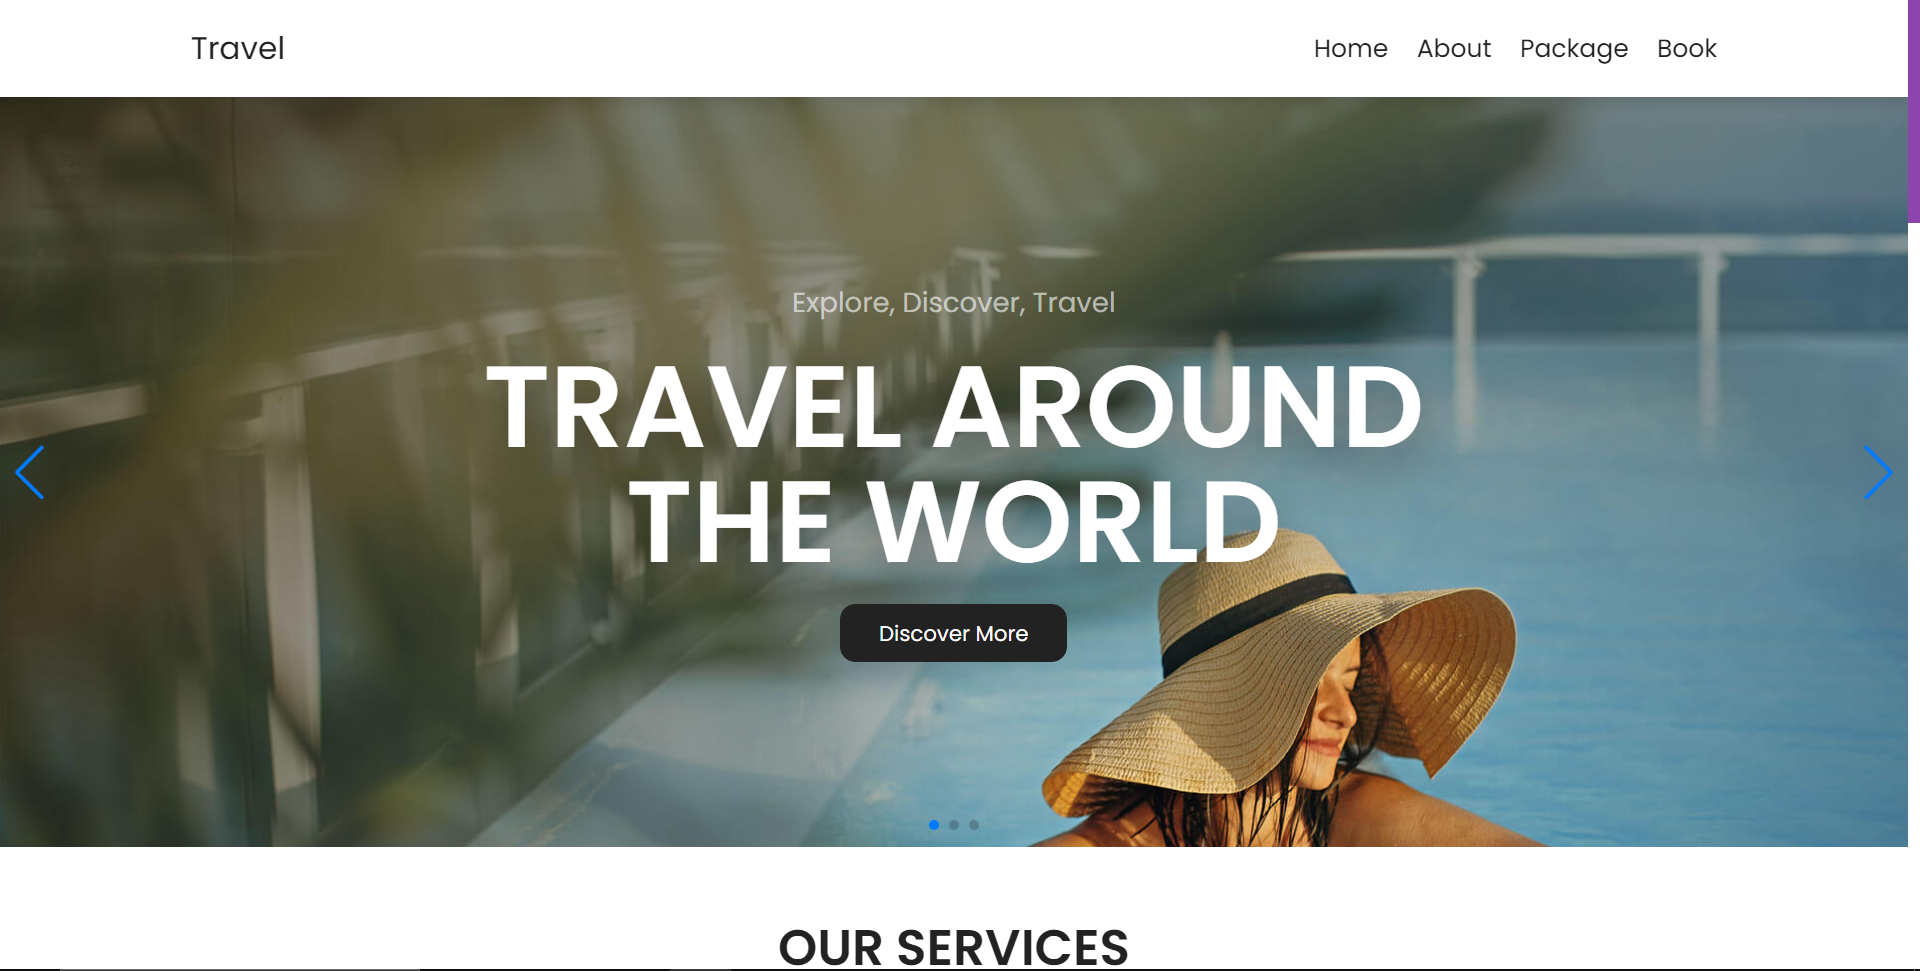 Travel
Home About Package Book
Explore, Discover, Travel
TRAVEL AROUND
THE WORLD
Discover More
OUR SERVICES